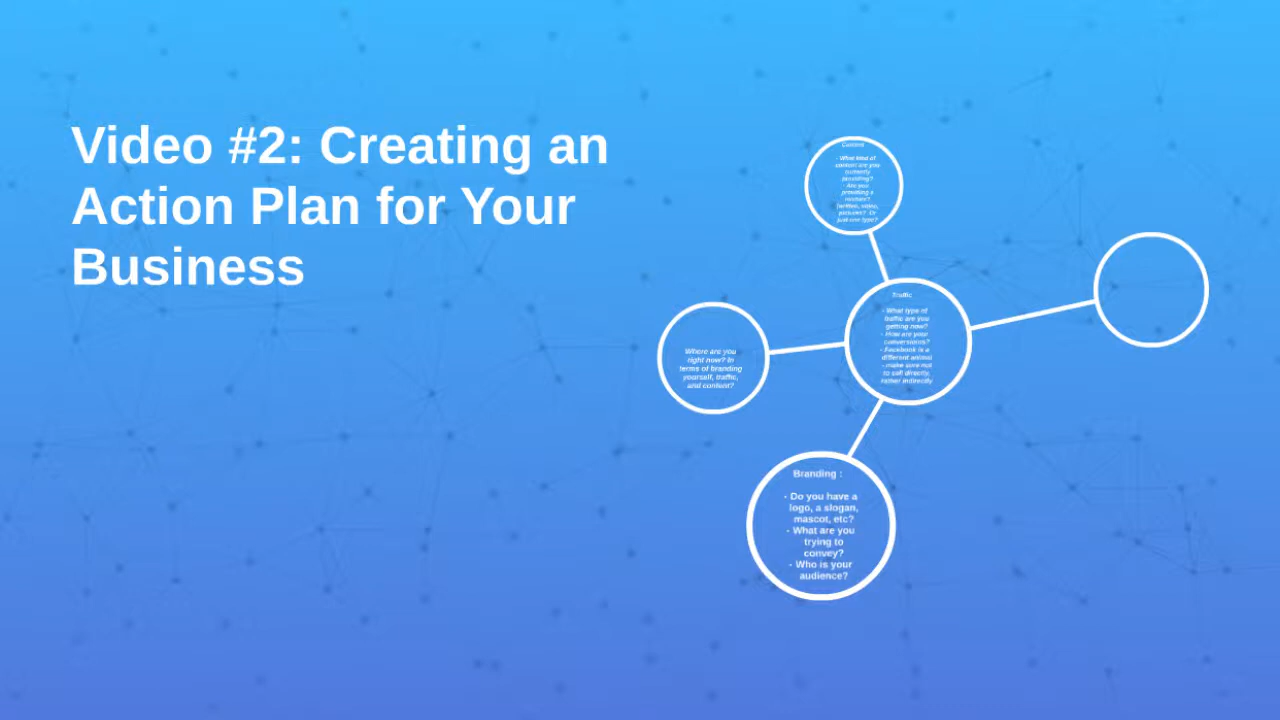 Video #2: Creating an
Action Plan for Your
Business
Content
- What kind of
content are you
currently
providing?
- Are you
providing a
variety?
(written, video,
pictures? Or
just one type?
Traffic
- What type of
traffic are you
getting now?
- How are your
conversions?
- Facebook is a
different animal
- make sure not
to sell directly,
rather indirectly
Where are you
right now? In
terms of branding
yourself, traffic,
and content?
Branding :
- Do you have a
logo, a slogan,
mascot, etc?
- What are you
trying to
convey?
- Who is your
audience?